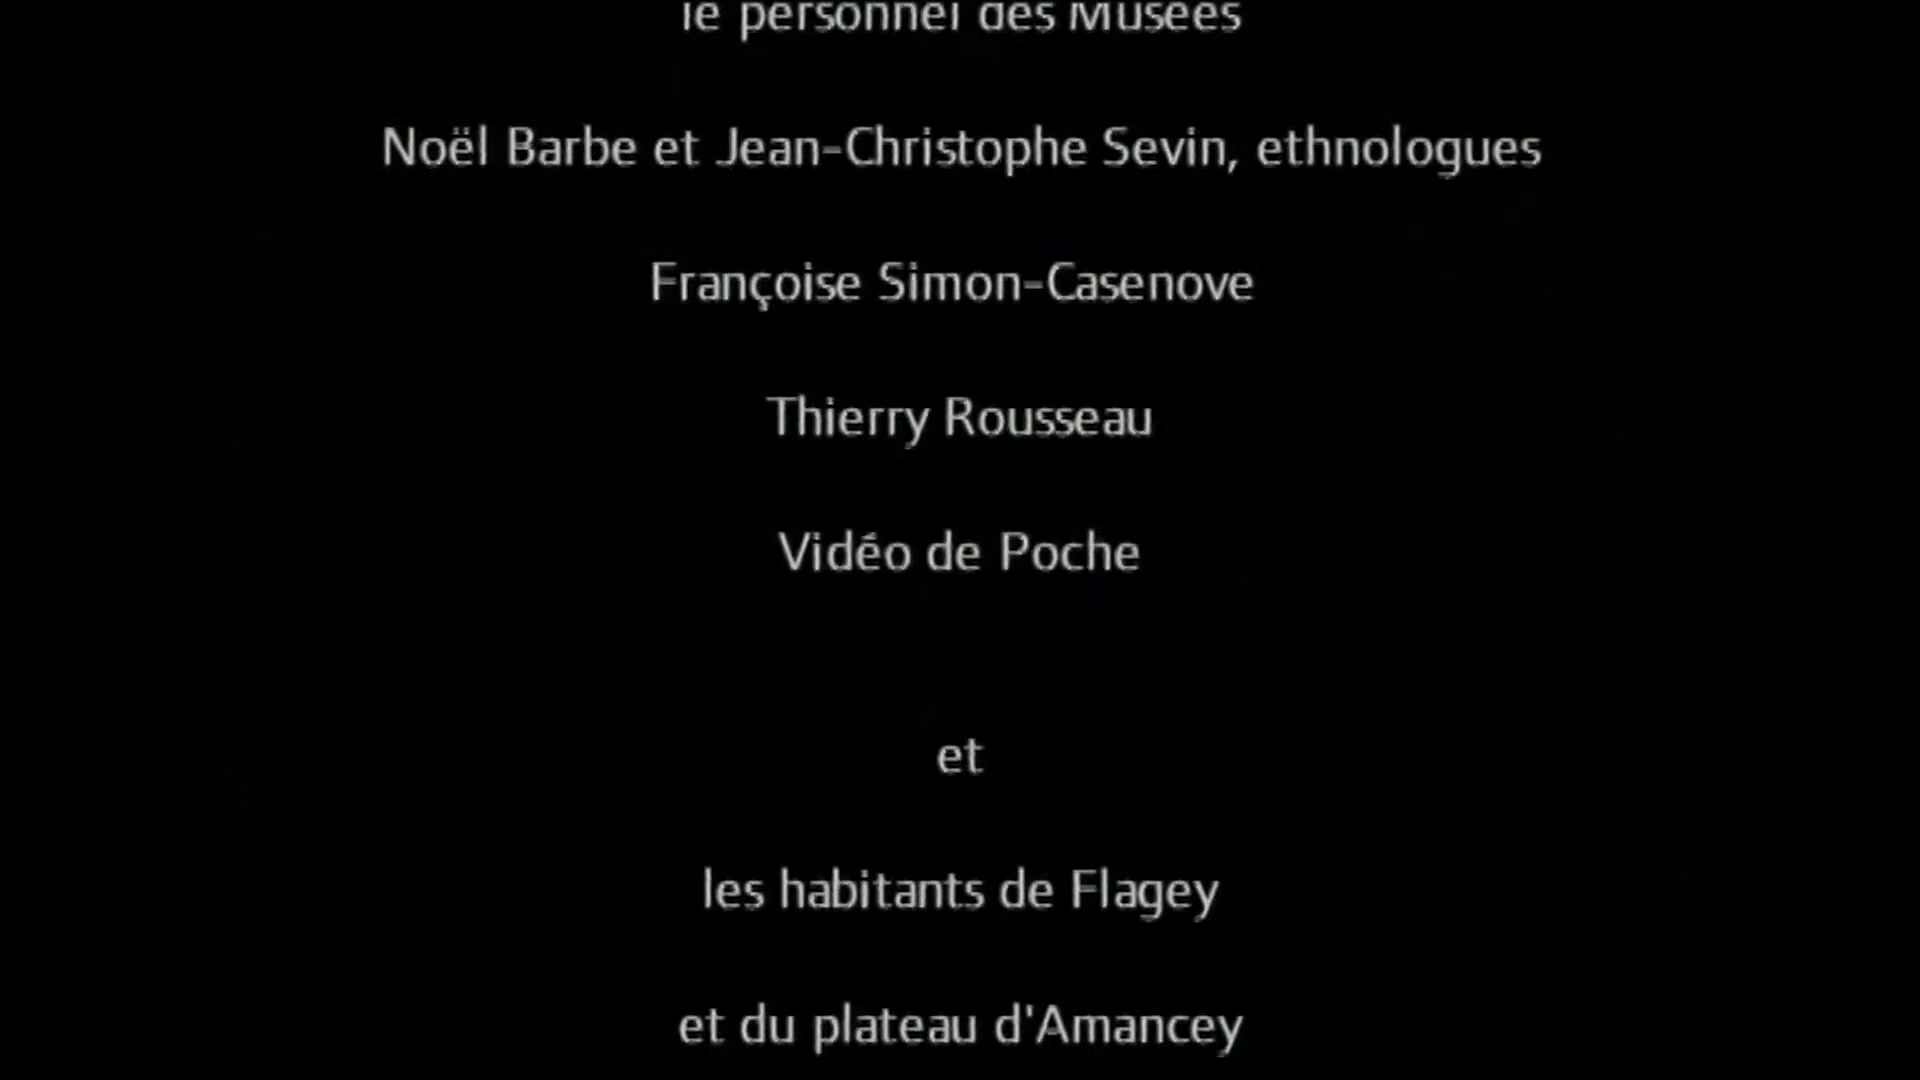 le personnel des Musées
Noël Barbe et Jean-Christophe Sevin, ethnologues
Françoise Simon-Casenove
Thierry Rousseau
Vidéo de Poche
et
les habitants de Flagey
et du plateau d'Amancey